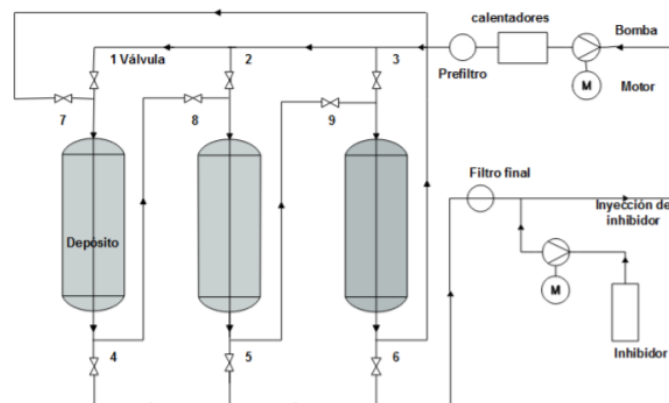 calentadores
Bomba
1 Válvula
2
3
Prefiltro
M
Motor
7
8
9
Filtro final
Inyección de
inhibidor
Depósito
M
4
5
6
Inhibidor